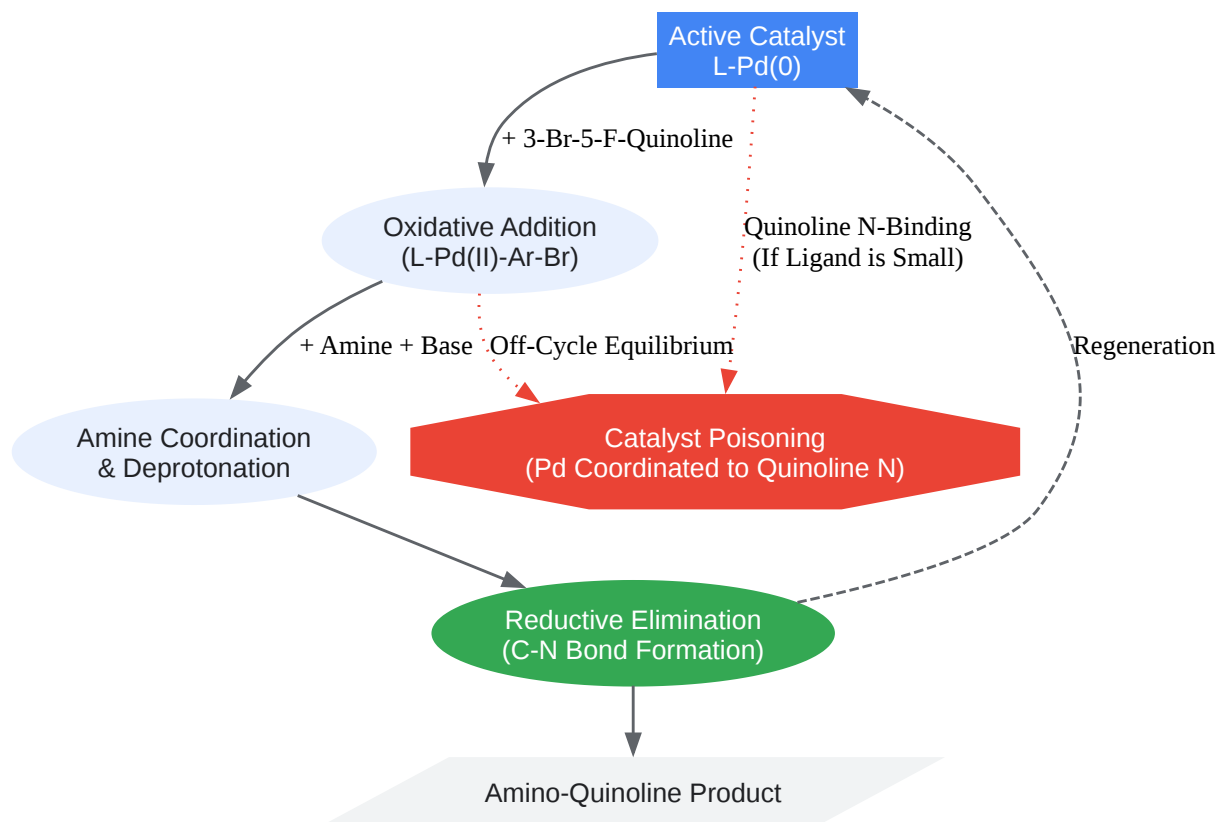 Active Catalyst
L-Pd(0)
+ 3-Br-5-F-Quinoline
Oxidative Addition
(L-Pd(II)-Ar-Br)
Quinoline N-Binding
(If Ligand is Small)
+ Amine + Base
Off-Cycle Equilibrium
Regeneration
Amine Coordination
& Deprotonation
Catalyst Poisoning
(Pd Coordinated to Quinoline N)
Reductive Elimination
(C-N Bond Formation)
Amino-Quinoline Product